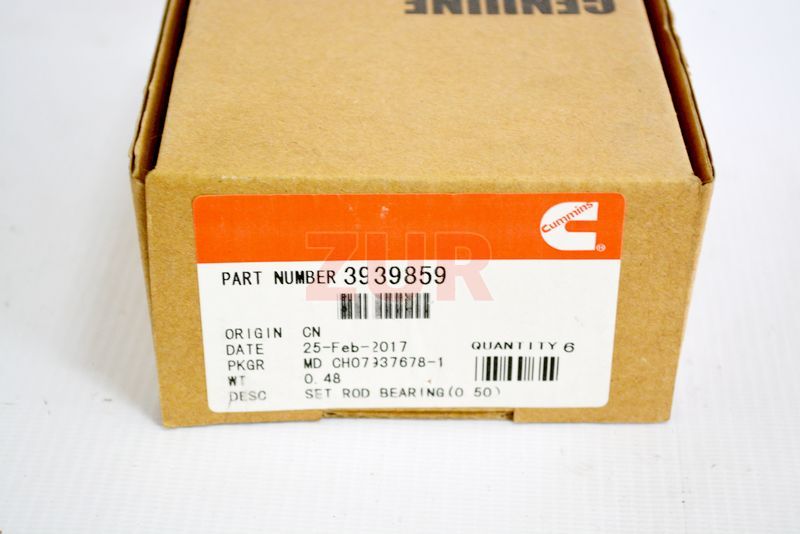 GENUINE
Cummins
®
ZUR
PART NUMBER 3939859
ORIGIN CN
DATE 25-Feb-2017
QUANTITY 6
PKGR MD CH07937678-1
WT 0.48
DESC SET ROD BEARING(0 50)